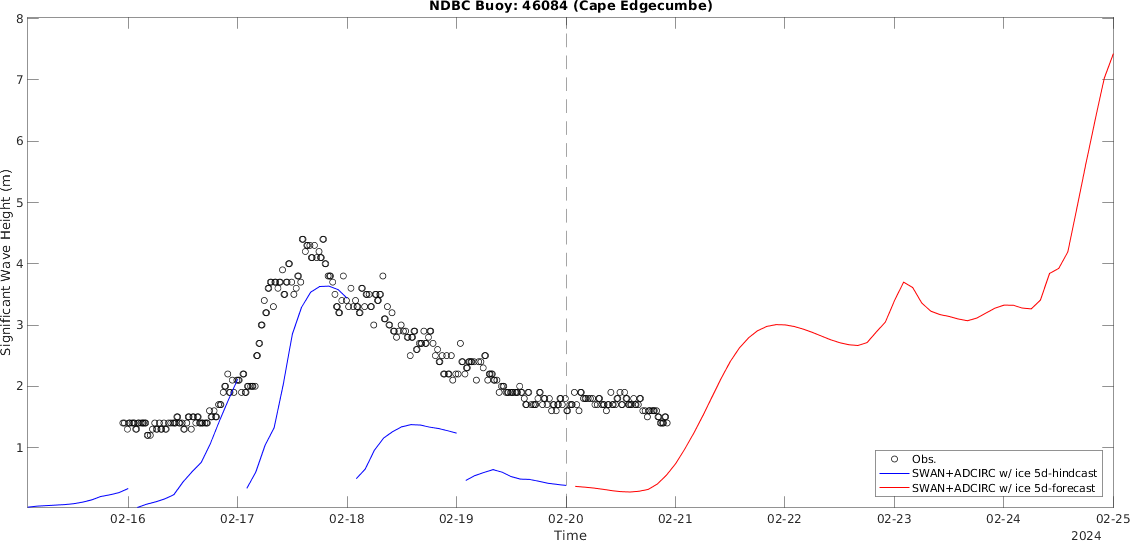 NDBC Buoy: 46084 (Cape Edgecumbe)
8
7
6
5
4
3
2
1
Significant Wave Height (m)
Obs.
SWAN+ADCIRC w/ ice 5d-hindcast
SWAN+ADCIRC w/ ice 5d-forecast
02-16 02-17 02-18 02-19 02-20 02-21 02-22 02-23 02-24 02-25
Time
2024